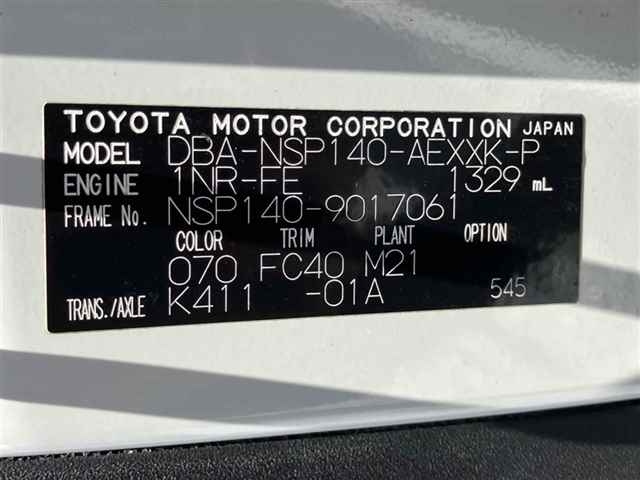 TOYOTA MOTOR CORPORATION JAPAN
MODEL DBA-NSP140-AEXXK-P
ENGINE 1NR-FE 1329 mL
FRAME No. NSP140-9017061
COLOR TRIM PLANT OPTION
070 FC40 M21
TRANS./AXLE K411 -01A 545